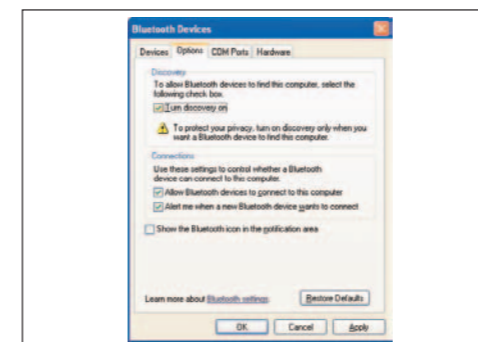 Bluetooth Devices
Devices Options COM Ports Hardware
Discovery
To allow Bluetooth devices to find this computer, select the
following check box.
Turn discovery on
To protect your privacy, turn on discovery only when you
want a Bluetooth device to find this computer.
Connections
Use these settings to control whether a Bluetooth
device can connect to this computer.
Allow Bluetooth devices to connect to this computer
Alert me when a new Bluetooth device wants to connect
Show the Bluetooth icon in the notification area
Learn more about Bluetooth settings. Restore Defaults
OK Cancel Apply